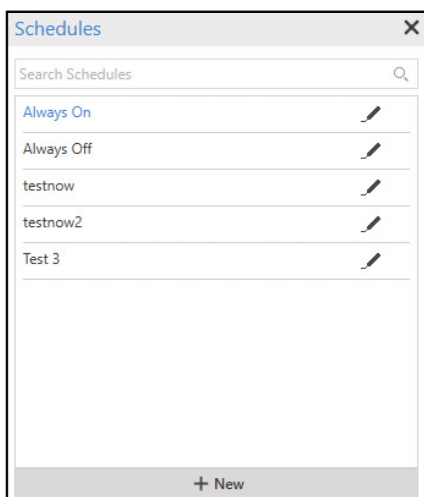 Schedules
Search Schedules
Always On
Always Off
testnow
testnow2
Test 3
+ New